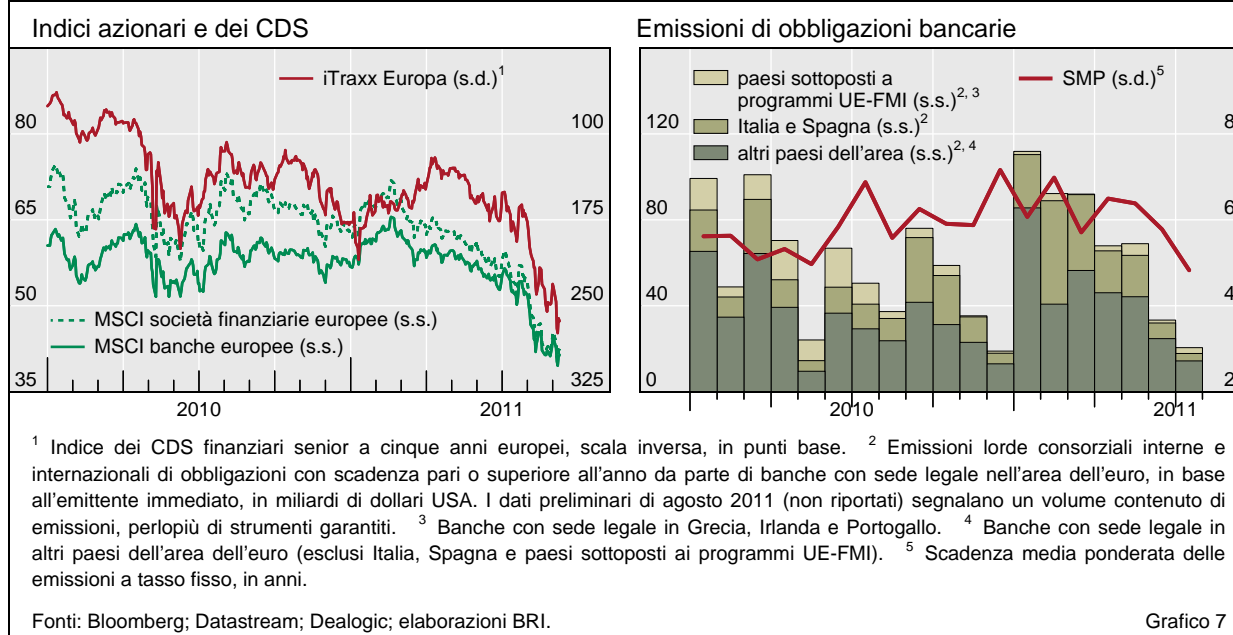 Indici azionari e dei CDS
iTraxx Europa (s.d.)1
80
65
50
35
100
175
250
325
MSCI società finanziarie europee (s.s.)
MSCI banche europee (s.s.)
2010
2011
Emissioni di obbligazioni bancarie
paesi sottoposti a
programmi UE-FMI (s.s.)2, 3
Italia e Spagna (s.s.)2
altri paesi dell'area (s.s.)2, 4
SMP (s.d.)5
120
80
40
0
8
6
4
2
2010
2011
1 Indice dei CDS finanziari senior a cinque anni europei, scala inversa, in punti base. 2 Emissioni lorde consorziali interne e
internazionali di obbligazioni con scadenza pari o superiore all'anno da parte di banche con sede legale nell'area dell'euro, in base
all'emittente immediato, in miliardi di dollari USA. I dati preliminari di agosto 2011 (non riportati) segnalano un volume contenuto di
emissioni, perlopiù di strumenti garantiti. 3 Banche con sede legale in Grecia, Irlanda e Portogallo. 4 Banche con sede legale in
altri paesi dell'area dell'euro (esclusi Italia, Spagna e paesi sottoposti ai programmi UE-FMI). 5 Scadenza media ponderata delle
emissioni a tasso fisso, in anni.
Fonti: Bloomberg; Datastream; Dealogic; elaborazioni BRI.
Grafico 7